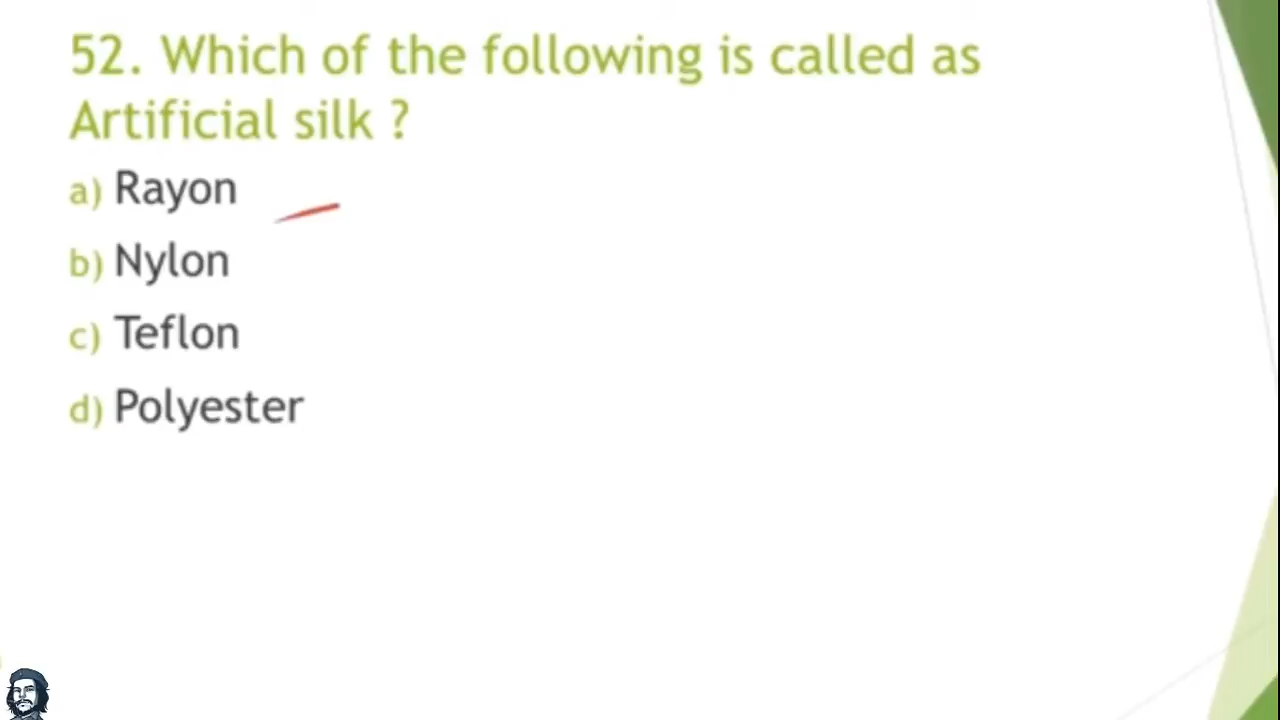 52. Which of the following is called as
Artificial silk ?
a) Rayon
b) Nylon
c) Teflon
d) Polyester